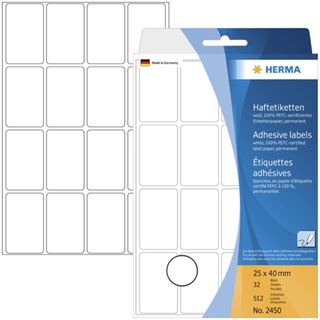 Made in Germany
HERMA
Haftetiketten
weiß, 100% PEFC-zertifiziertes
Etikettenpapier, permanent
Adhesive labels
white, 100% PEFC-certified
label paper, permanent
Étiquettes
adhésives
blanches, en papier d'étiquette
certifié PEFC à 100 %,
permanentes
25 x 40 mm
32
Blatt
Sheets
Feuilles
512
Etiketten
Labels
Étiquettes
No. 2450